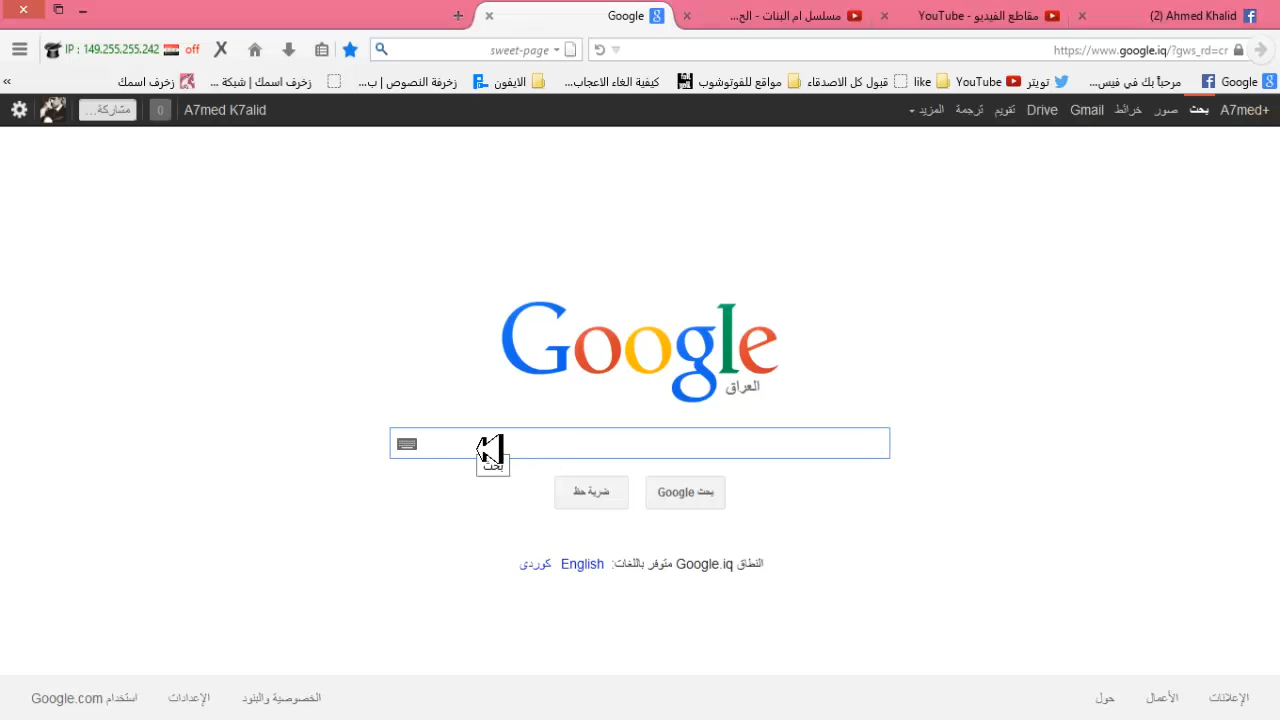 (2) Ahmed Khalid
مقاطع الفيديو - YouTube
مسلسل ام البنات - الح...
Google
https://www.google.iq/?gws_rd=cr
sweet-page
IP : 149.255.255.242 off
Google
مرحباً بك في فيس...
تويتر
YouTube
like
قبول كل الاصدقاء
مواقع للفوتوشوب
كيفية الغاء الاعجاب...
الايفون
زخرفة النصوص | ب...
زخرف اسمك | شبكة ...
زخرف اسمك
«
A7med+ بحث صور خرائط Gmail Drive تقويم ترجمة المزيد
A7med K7alid 0 مشاركة...
Google
العراق
بحث
بحث Google
ضربة حظ
النطاق Google.iq متوفر باللغات: English كوردی
الإعلانات الأعمال حول
الخصوصية والبنود الإعدادات استخدام Google.com